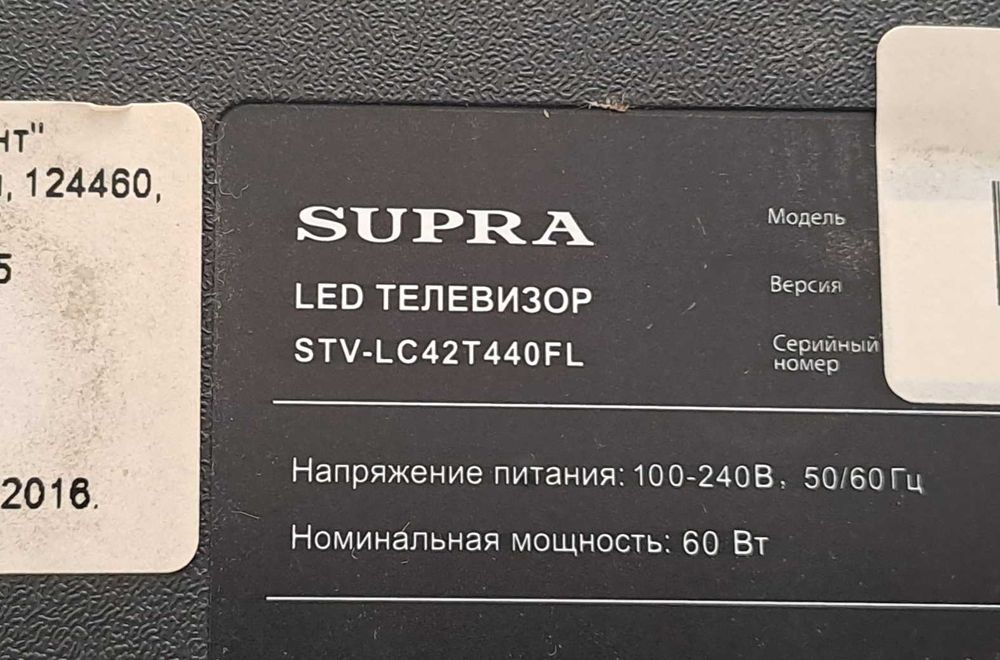 нт"
, 124460,
5
2016.
SUPRA
LED ТЕЛЕВИЗОР
STV-LC42T440FL
Модель
Версия
Серийный
номер
Напряжение питания: 100-240В, 50/60Гц
Номинальная мощность: 60 Вт